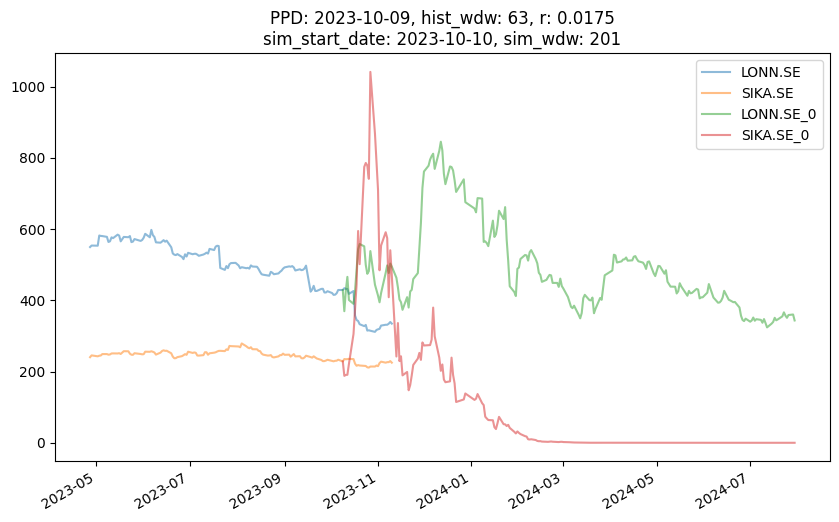 PPD: 2023-10-09, hist_wdw: 63, r: 0.0175
sim_start_date: 2023-10-10, sim_wdw: 201
LONN.SE
SIKA.SE
LONN.SE_0
SIKA.SE_0
1000
800
600
400
200
0
2023-05
2023-07
2023-09
2023-11
2024-01
2024-03
2024-05
2024-07